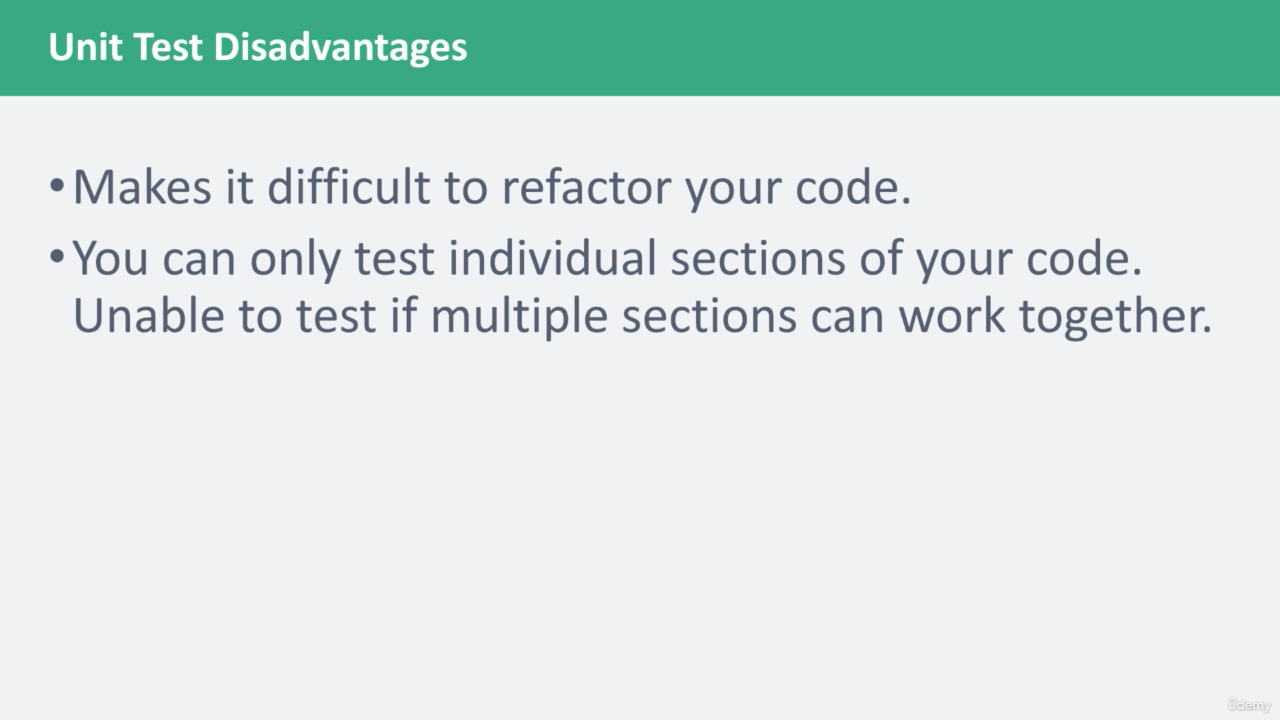 Unit Test Disadvantages
•Makes it difficult to refactor your code.
•You can only test individual sections of your code.
Unable to test if multiple sections can work together.
ûdemy